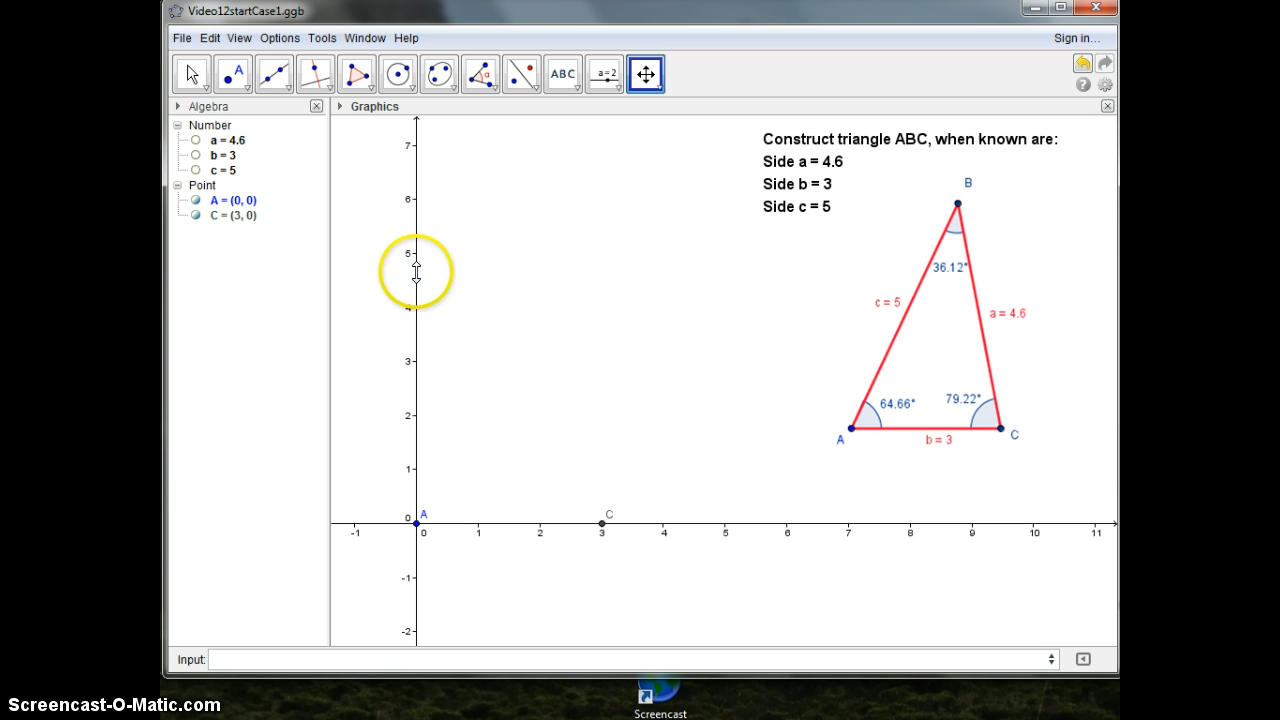 Video12startCase1.ggb
File Edit View Options Tools Window Help Sign in...
A ABC a=2
Algebra
Graphics
Number
a = 4.6
b = 3
c = 5
Point
A = (0, 0)
C = (3, 0)
Construct triangle ABC, when known are:
Side a = 4.6
Side b = 3
Side c = 5
B
36.12°
c = 5
a = 4.6
64.66°
79.22°
A
b = 3
C
7
6
5
4
3
2
1
0
-1
-2
A
C
-1 0 1 2 3 4 5 6 7 8 9 10 11
Input:
Screencast-O-Matic.com
Screencast